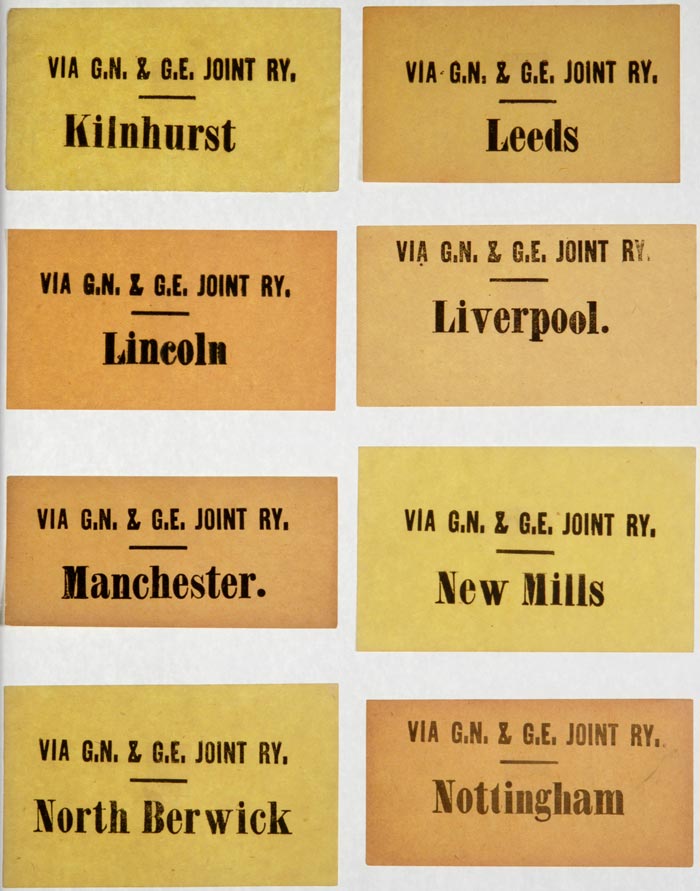 VIA G.N. & G.E. JOINT RY.
Kilnhurst
VIA G.N. & G.E. JOINT RY.
Leeds
VIA G.N. & G.E. JOINT RY.
Lincoln
VIA G.N. & G.E. JOINT RY.
Liverpool.
VIA G.N. & G.E. JOINT RY.
Manchester.
VIA G.N. & G.E. JOINT RY.
New Mills
VIA G.N. & G.E. JOINT RY.
North Berwick
VIA G.N. & G.E. JOINT RY.
Nottingham